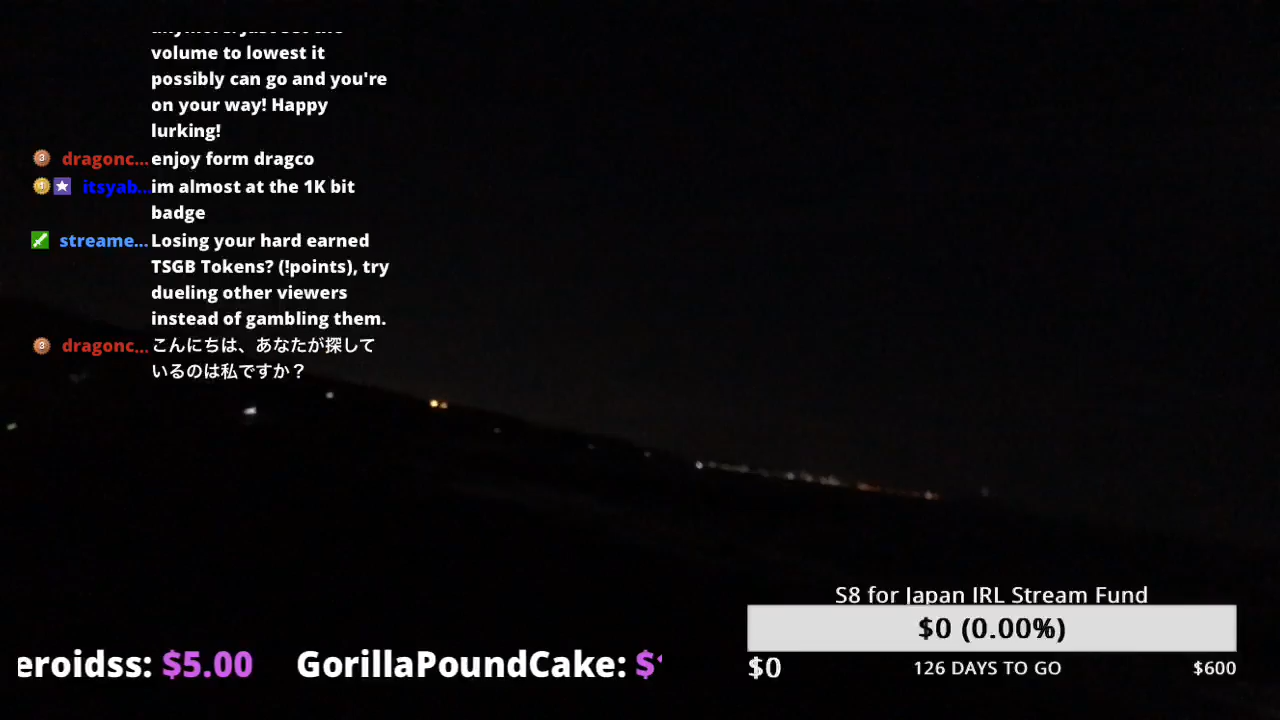 volume to lowest it
possibly can go and you're
on your way! Happy
lurking!
dragonc... enjoy form dragco
itsyab... im almost at the 1K bit
badge
streame... Losing your hard earned
TSGB Tokens? (!points), try
dueling other viewers
instead of gambling them.
dragonc... こんにちは、あなたが探して
いるのは私ですか？
S8 for Japan IRL Stream Fund
$0 (0.00%)
$0 126 DAYS TO GO $600
eroidss: $5.00 GorillaPoundCake: $